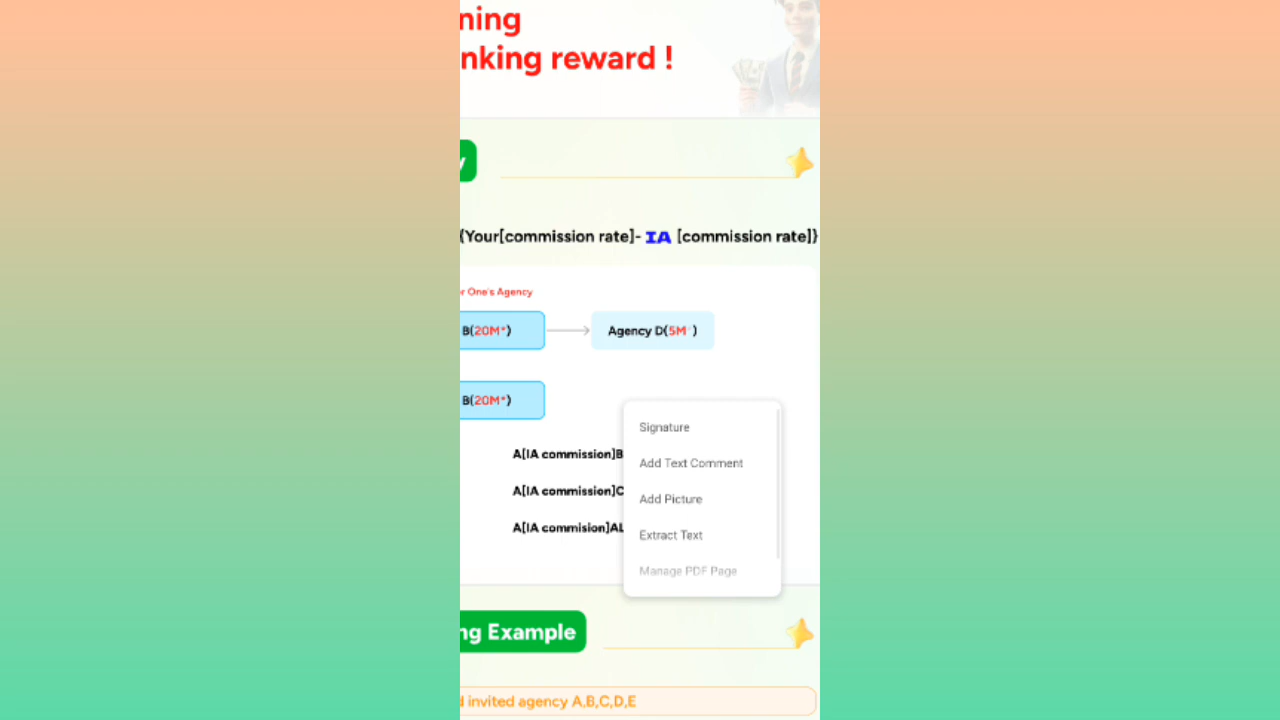 ning
nking reward !
y
{Your[commission rate]- IA [commission rate]}
r One's Agency
B(20M*)
Agency D(5M*)
B(20M*)
A[IA commission]B
A[IA commission]C
A[IA commision]AL
Signature
Add Text Comment
Add Picture
Extract Text
Manage PDF Page
ng Example
d invited agency A,B,C,D,E